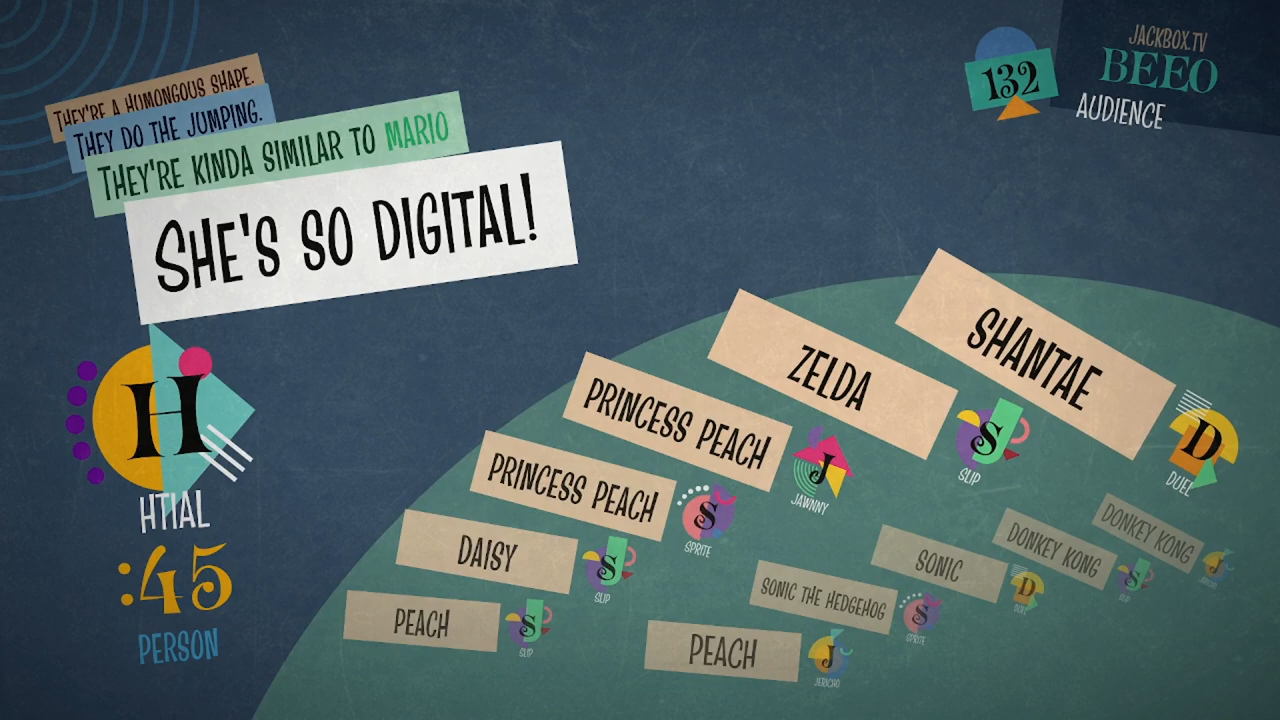 THEY'RE A HUMONGOUS SHAPE.
THEY DO THE JUMPING.
THEY'RE KINDA SIMILAR TO MARIO
SHE'S SO DIGITAL!
132
JACKBOX.TV
BEEO
AUDIENCE
H
HTIAL
:45
PERSON
SHANTAE
D
DUEL
ZELDA
S
SLIP
PRINCESS PEACH
J
JAWNNY
PRINCESS PEACH
S
SPRITE
DAISY
S
SLIP
PEACH
S
SLIP
DONKEY KONG
J
DONKEY KONG
S
SLIP
SONIC
D
DUEL
SONIC THE HEDGEHOG
S
SPRITE
PEACH
J
JERICHO